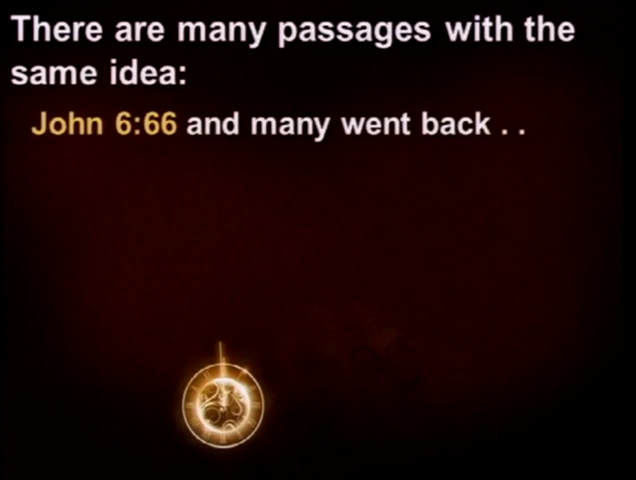 There are many passages with the
same idea:
John 6:66 and many went back . .